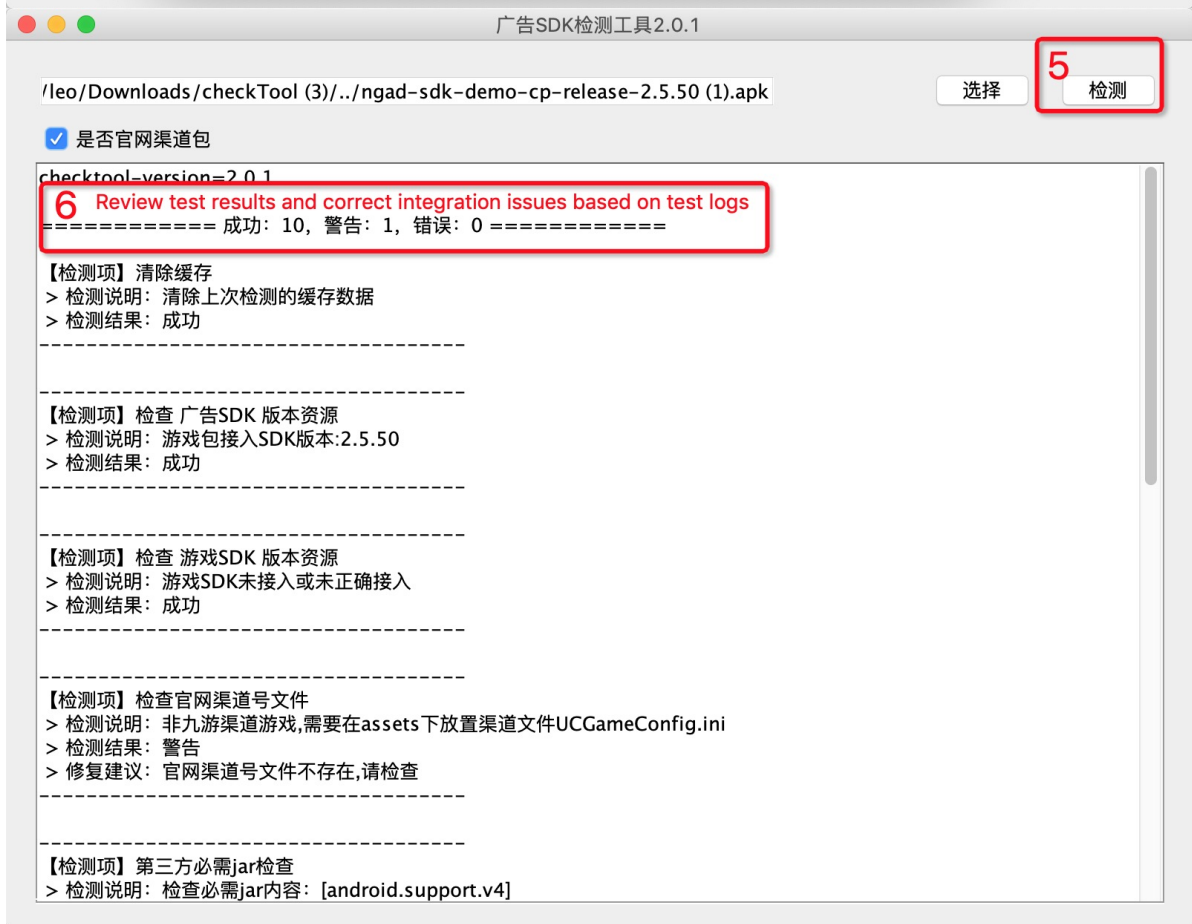 广告SDK检测工具2.0.1
/leo/Downloads/checkTool (3)/../ngad-sdk-demo-cp-release-2.5.50 (1).apk
选择
5
检测
是否官网渠道包
checktool-version=2.0.1
6 Review test results and correct integration issues based on test logs
============ 成功：10，警告：1，错误：0 ============
【检测项】清除缓存
> 检测说明：清除上次检测的缓存数据
> 检测结果：成功
------------------------------------
------------------------------------
【检测项】检查 广告SDK 版本资源
> 检测说明：游戏包接入SDK版本:2.5.50
> 检测结果：成功
------------------------------------
------------------------------------
【检测项】检查 游戏SDK 版本资源
> 检测说明：游戏SDK未接入或未正确接入
> 检测结果：成功
------------------------------------
------------------------------------
【检测项】检查官网渠道号文件
> 检测说明：非九游渠道游戏,需要在assets下放置渠道文件UCGameConfig.ini
> 检测结果：警告
> 修复建议：官网渠道号文件不存在,请检查
------------------------------------
------------------------------------
【检测项】第三方必需jar检查
> 检测说明：检查必需jar内容：[android.support.v4]